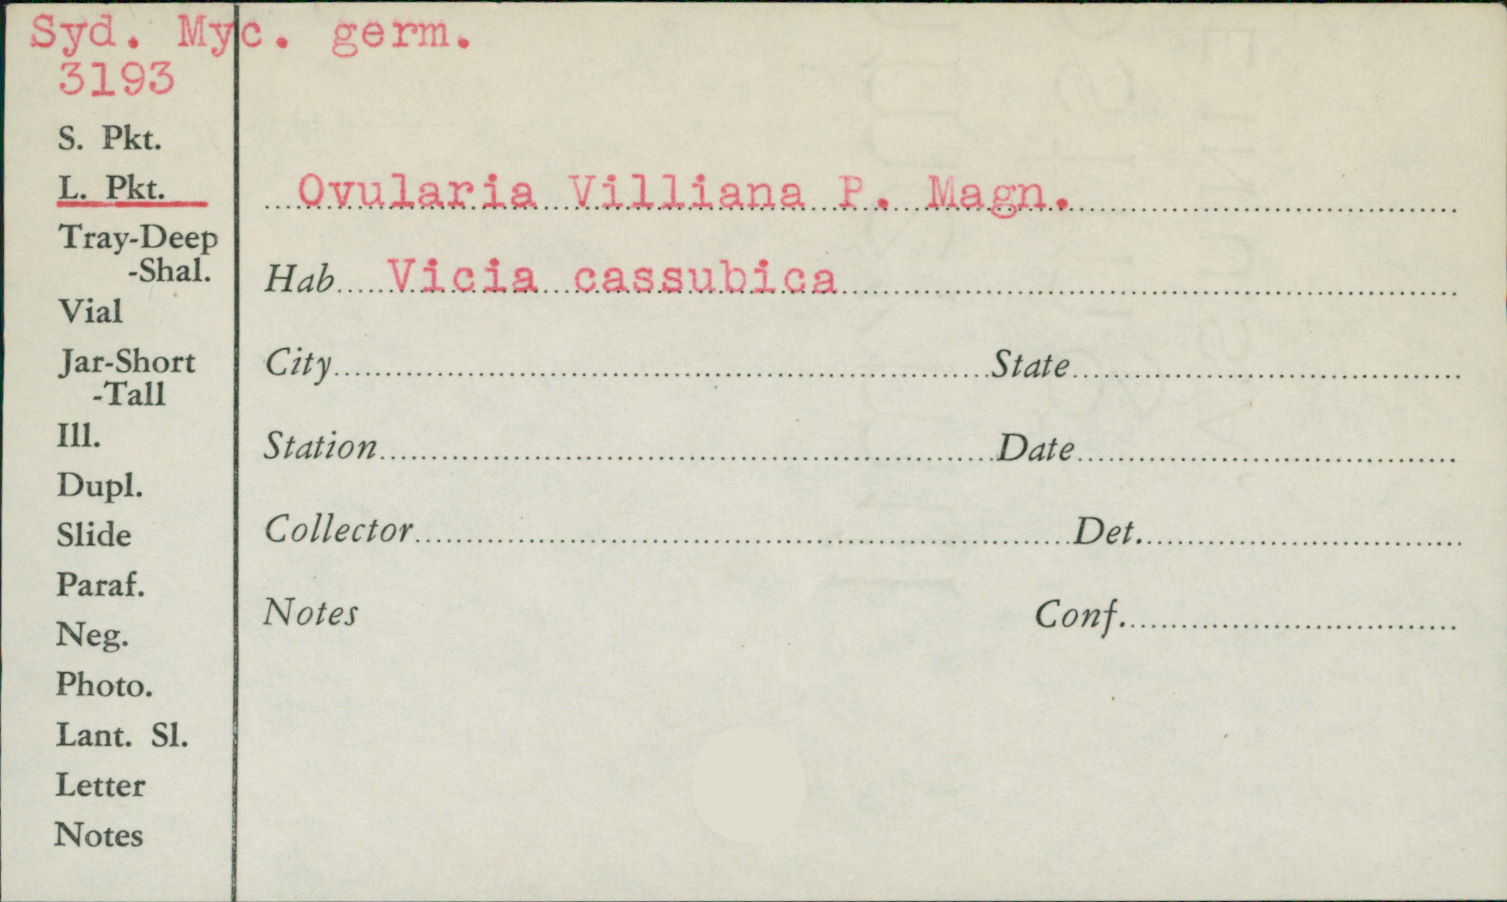 Syd. Myc. germ.
3193
S. Pkt.
L. Pkt.
Tray-Deep
-Shal.
Vial
Jar-Short
-Tall
Ill.
Dupl.
Slide
Paraf.
Neg.
Photo.
Lant. Sl.
Letter
Notes
Ovularia Villiana P. Magn.
Hab Vicia cassubica
City State
Station Date
Collector Det.
Notes Conf.